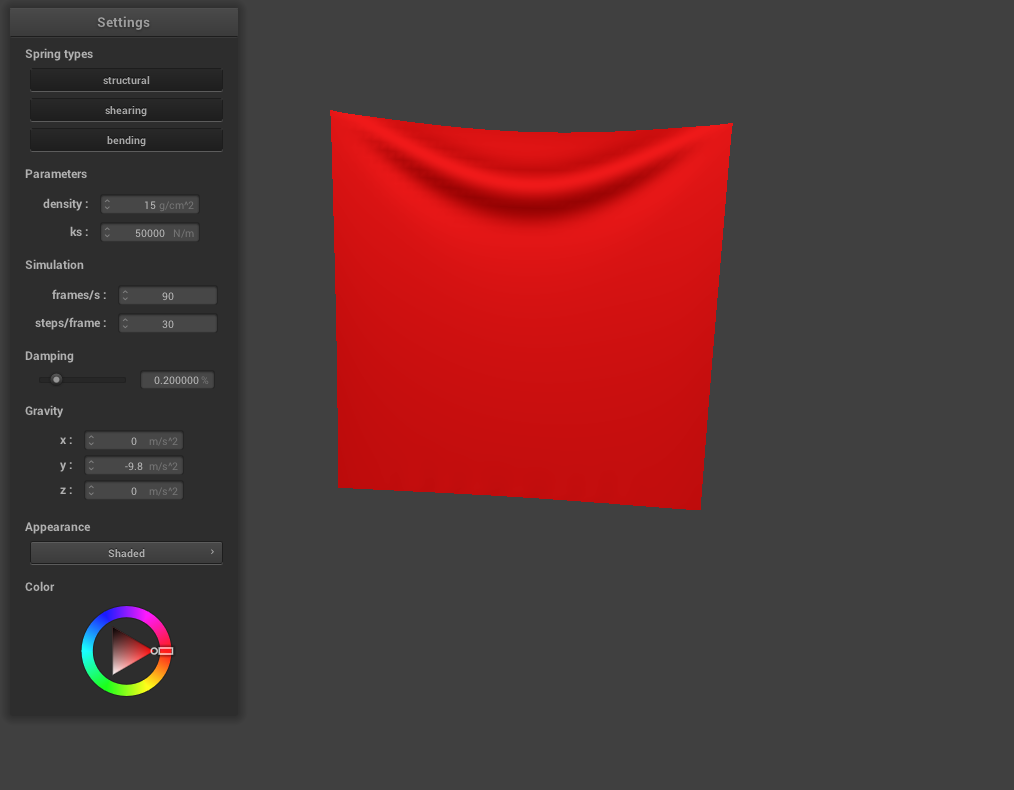 Settings
Spring types
structural
shearing
bending
Parameters
density : 15 g/cm^2
ks : 50000 N/m
Simulation
frames/s : 90
steps/frame : 30
Damping
0.200000 %
Gravity
x : 0 m/s^2
y : -9.8 m/s^2
z : 0 m/s^2
Appearance
Shaded ›
Color